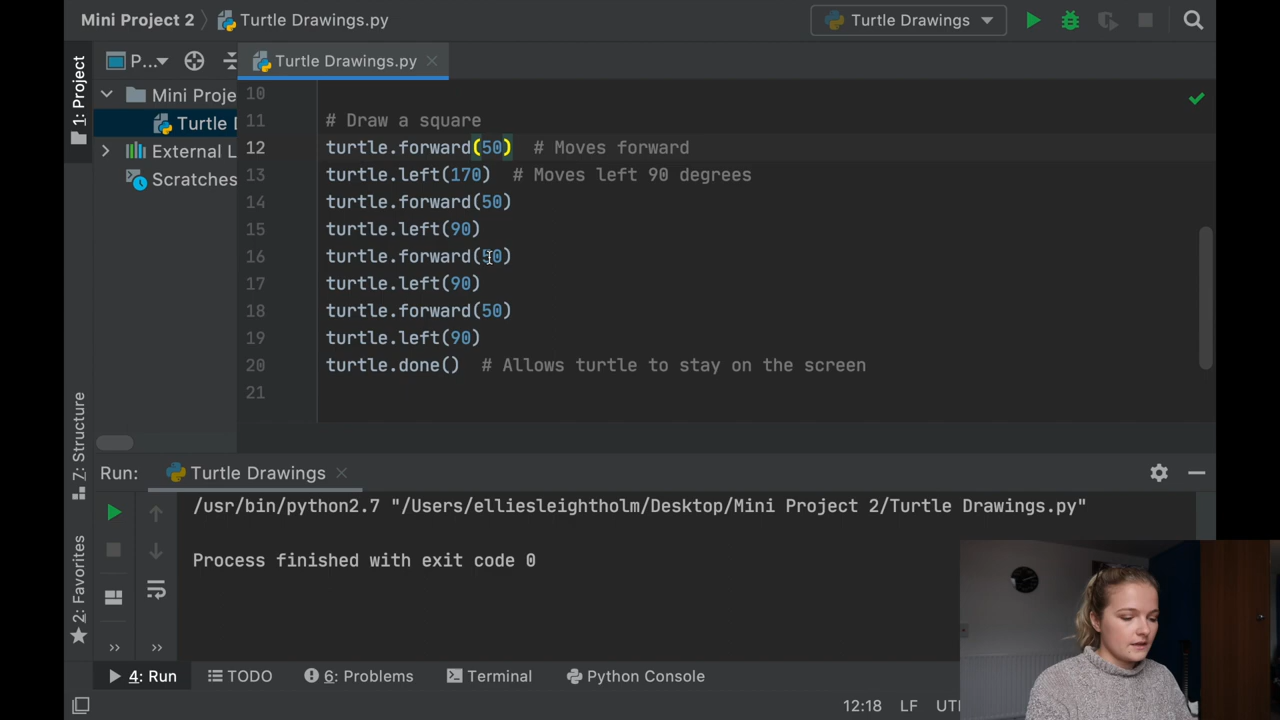 Mini Project 2 Turtle Drawings.py Turtle Drawings
P... Turtle Drawings.py
1: Project
Mini Proje
Turtle
External L
Scratches
10
11 # Draw a square
12 turtle.forward(50) # Moves forward
13 turtle.left(170) # Moves left 90 degrees
14 turtle.forward(50)
15 turtle.left(90)
16 turtle.forward(50)
17 turtle.left(90)
18 turtle.forward(50)
19 turtle.left(90)
20 turtle.done() # Allows turtle to stay on the screen
21
Z: Structure
2: Favorites
Run: Turtle Drawings
/usr/bin/python2.7 "/Users/elliesleightholm/Desktop/Mini Project 2/Turtle Drawings.py"
Process finished with exit code 0
4: Run TODO 6: Problems Terminal Python Console
12:18 LF UT